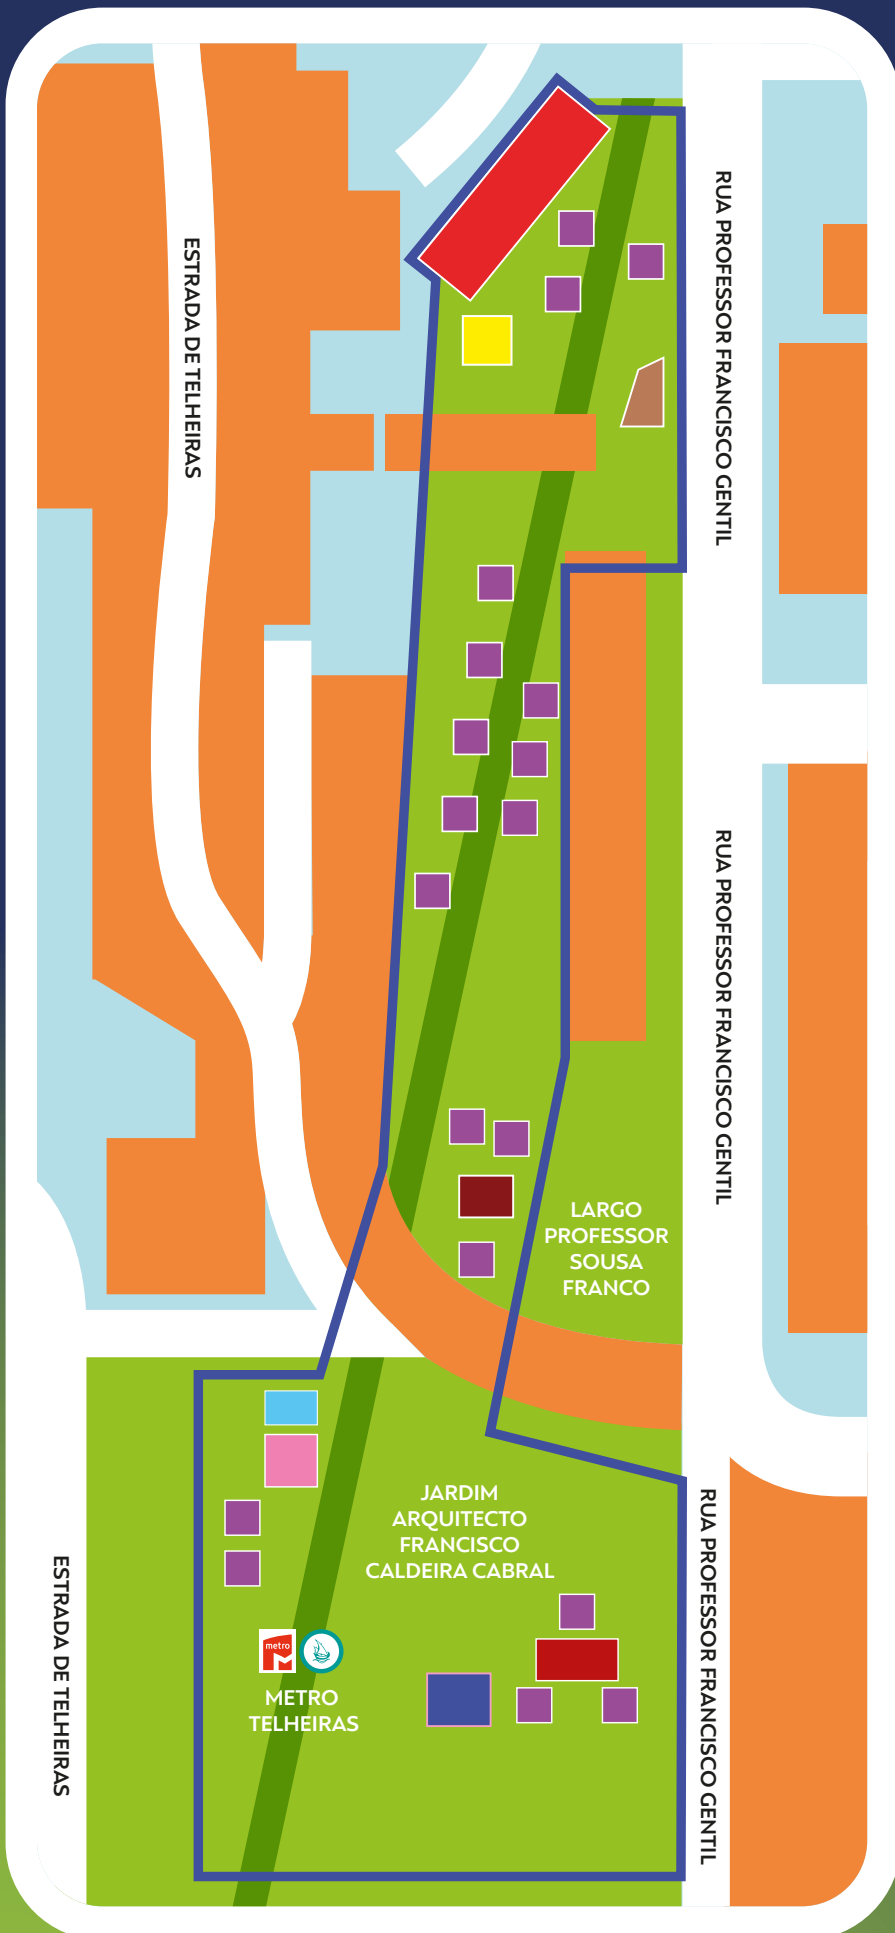 ESTRADA DE TELHEIRAS
RUA PROFESSOR FRANCISCO GENTIL
RUA PROFESSOR FRANCISCO GENTIL
LARGO
PROFESSOR
SOUSA
FRANCO
JARDIM
ARQUITECTO
FRANCISCO
CALDEIRA CABRAL
RUA PROFESSOR FRANCISCO GENTIL
ESTRADA DE TELHEIRAS
metro
METRO
TELHEIRAS